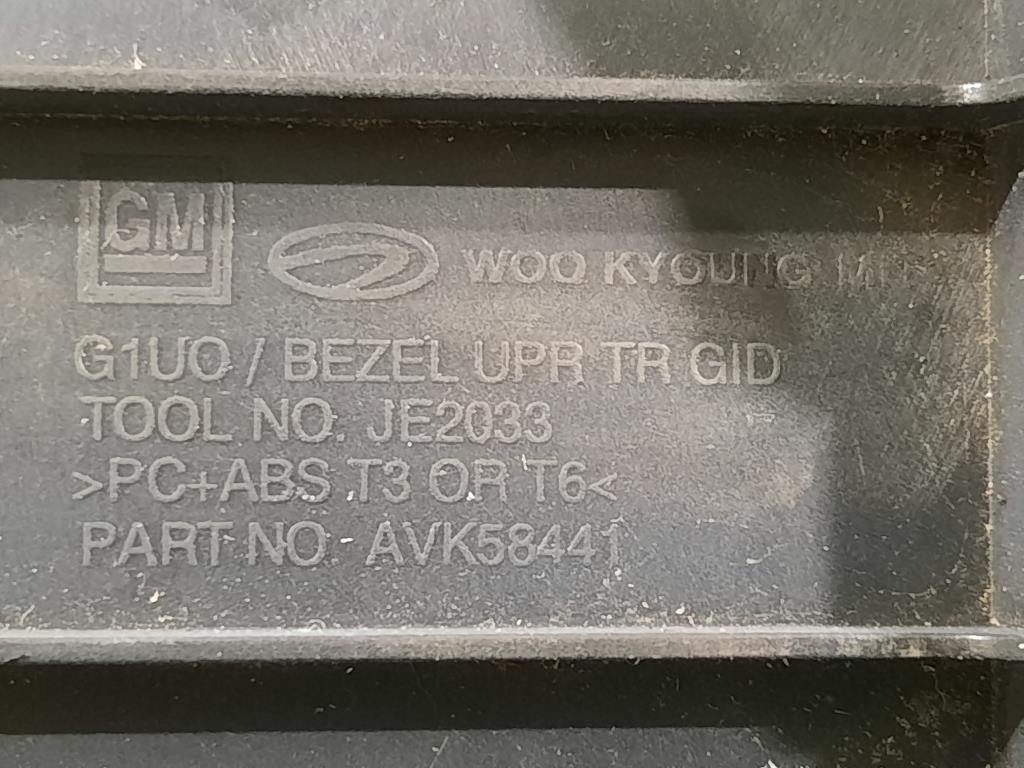 GM
WOO KYOUNG
G1UO / BEZEL UPR TR GID
TOOL NO. JE2033
>PC+ABS T3 OR T6<
PART NO. AVK58441